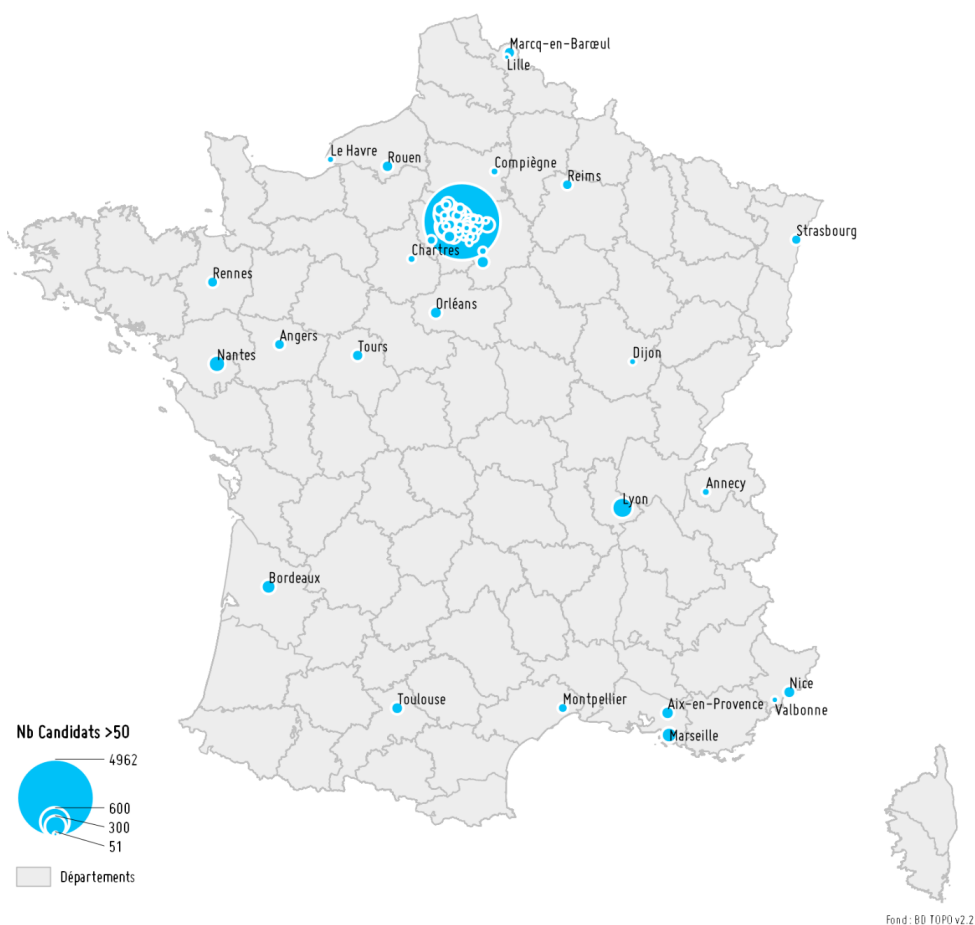 Marcq-en-Barœul
Lille
Le Havre
Rouen
Compiègne
Reims
Strasbourg
Chartres
Rennes
Orléans
Angers
Tours
Nantes
Dijon
Annecy
Lyon
Bordeaux
Nice
Toulouse
Montpellier
Aix-en-Provence
Valbonne
Marseille
Nb Candidats >50
4962
600
300
51
Départements
Fond : BD TOPO v2.2